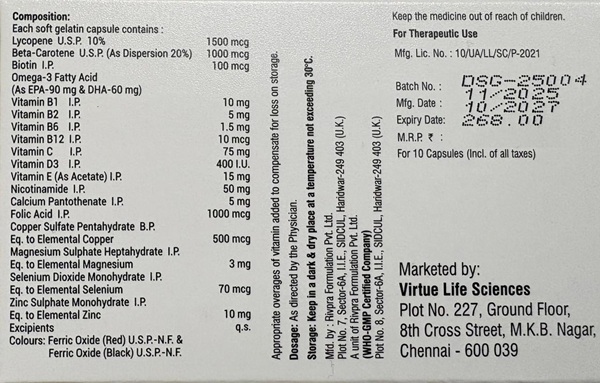 Composition:
Each soft gelatin capsule contains :
Lycopene U.S.P. 10% 1500 mcg
Beta-Carotene U.S.P. (As Dispersion 20%) 1000 mcg
Biotin I.P. 100 mcg
Omega-3 Fatty Acid
(As EPA-90 mg & DHA-60 mg)
Vitamin B1 I.P. 10 mg
Vitamin B2 I.P. 5 mg
Vitamin B6 I.P. 1.5 mg
Vitamin B12 I.P. 10 mcg
Vitamin C I.P. 75 mg
Vitamin D3 I.P. 400 I.U.
Vitamin E (As Acetate) I.P. 15 mg
Nicotinamide I.P. 50 mg
Calcium Pantothenate I.P. 5 mg
Folic Acid I.P. 1000 mcg
Copper Sulfate Pentahydrate B.P.
Eq. to Elemental Copper 500 mcg
Magnesium Sulphate Heptahydrate I.P.
Eq. to Elemental Magnesium 3 mg
Selenium Dioxide Monohydrate I.P.
Eq. to Elemental Selenium 70 mcg
Zinc Sulphate Monohydrate I.P.
Eq. to Elemental Zinc 10 mg
Excipients q.s.
Colours: Ferric Oxide (Red) U.S.P.-N.F. &
Ferric Oxide (Black) U.S.P.-N.F.
Appropriate overages of vitamin added to compensate for loss on storage.
Dosage: As directed by the Physician.
Storage: Keep in a dark & dry place at a temperature not exceeding 30°C.
Mfd. by : Rivpra Formulation Pvt. Ltd.
Plot No. 7, Sector-6A, I.I.E., SIDCUL, Haridwar-249 403 (U.K.)
A unit of Rivpra Formulation Pvt. Ltd.
(WHO-GMP Certified Company)
Plot No. 8, Sector-6A, I.I.E., SIDCUL, Haridwar-249 403 (U.K.)
Keep the medicine out of reach of children.
For Therapeutic Use
Mfg. Lic. No. : 10/UA/LL/SC/P-2021
Batch No. : DSG-25004
Mfg. Date : 11/2025
Expiry Date: 10/2027
M.R.P. ₹ : 268.00
For 10 Capsules (Incl. of all taxes)
Marketed by:
Virtue Life Sciences
Plot No. 227, Ground Floor,
8th Cross Street, M.K.B. Nagar,
Chennai - 600 039